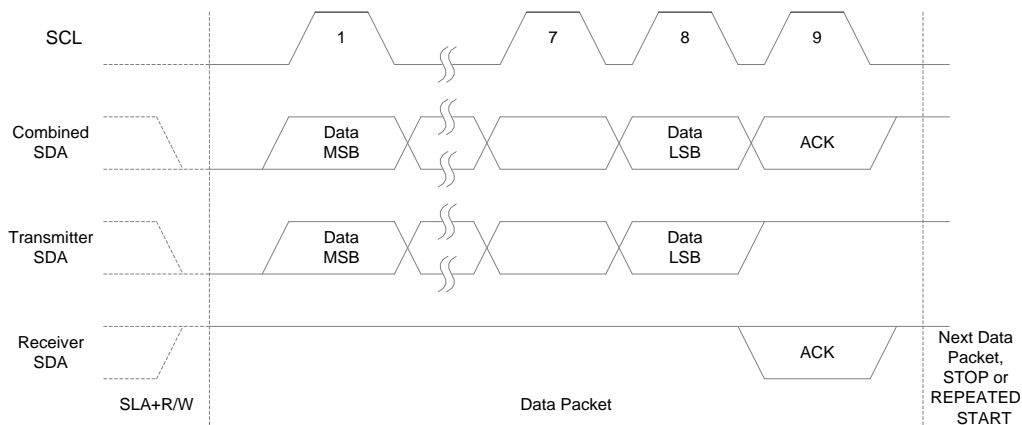 SCL
1
7
8
9
Combined
SDA
Data
MSB
Data
LSB
ACK
Transmitter
SDA
Data
MSB
Data
LSB
Receiver
SDA
ACK
SLA+R/W
Data Packet
Next Data
Packet,
STOP or
REPEATED
START